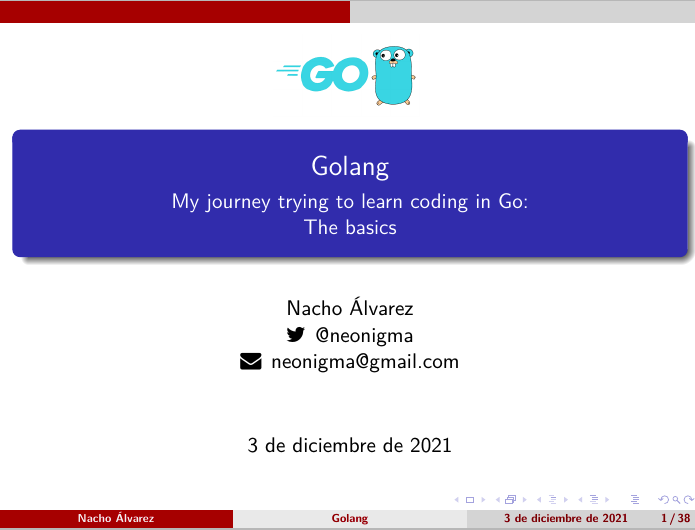 GO
Golang
My journey trying to learn coding in Go:
The basics
Nacho Álvarez
@neonigma
neonigma@gmail.com
3 de diciembre de 2021
Nacho Álvarez Golang 3 de diciembre de 2021 1 / 38